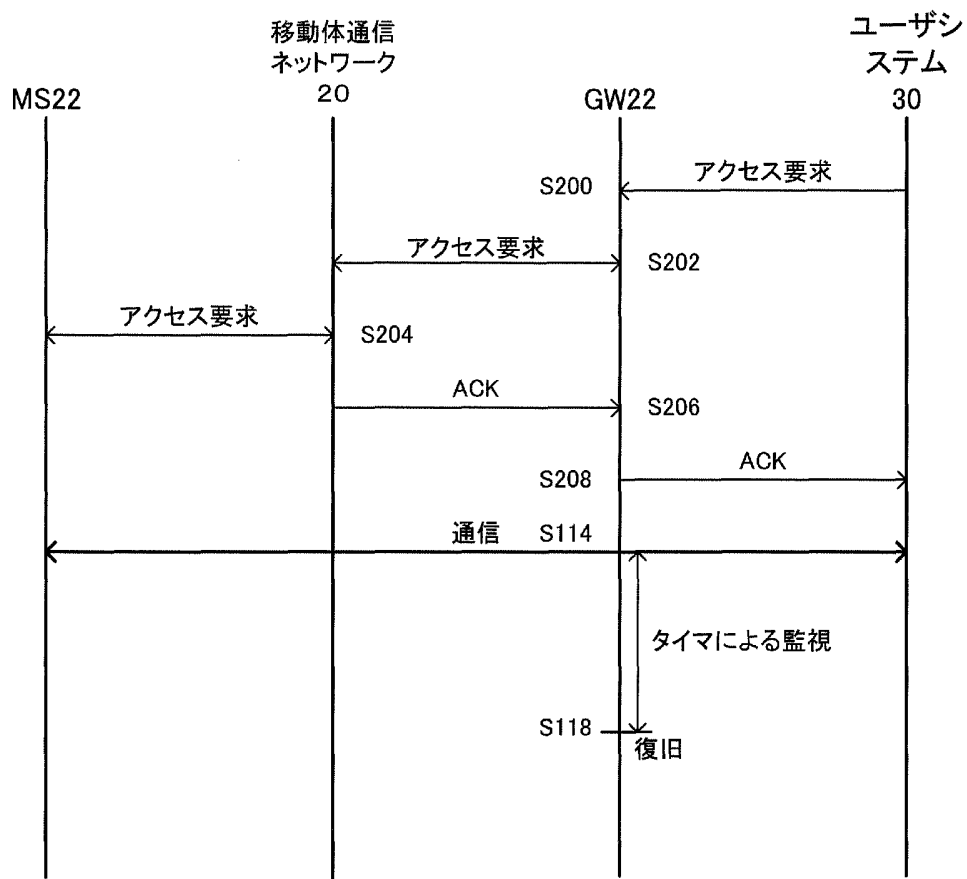 移動体通信
ネットワーク
20
ユーザシ
ステム
30
MS22
GW22
S200
アクセス要求
アクセス要求
S202
アクセス要求
S204
ACK
S206
S208
ACK
通信
S114
タイマによる監視
S118
復旧